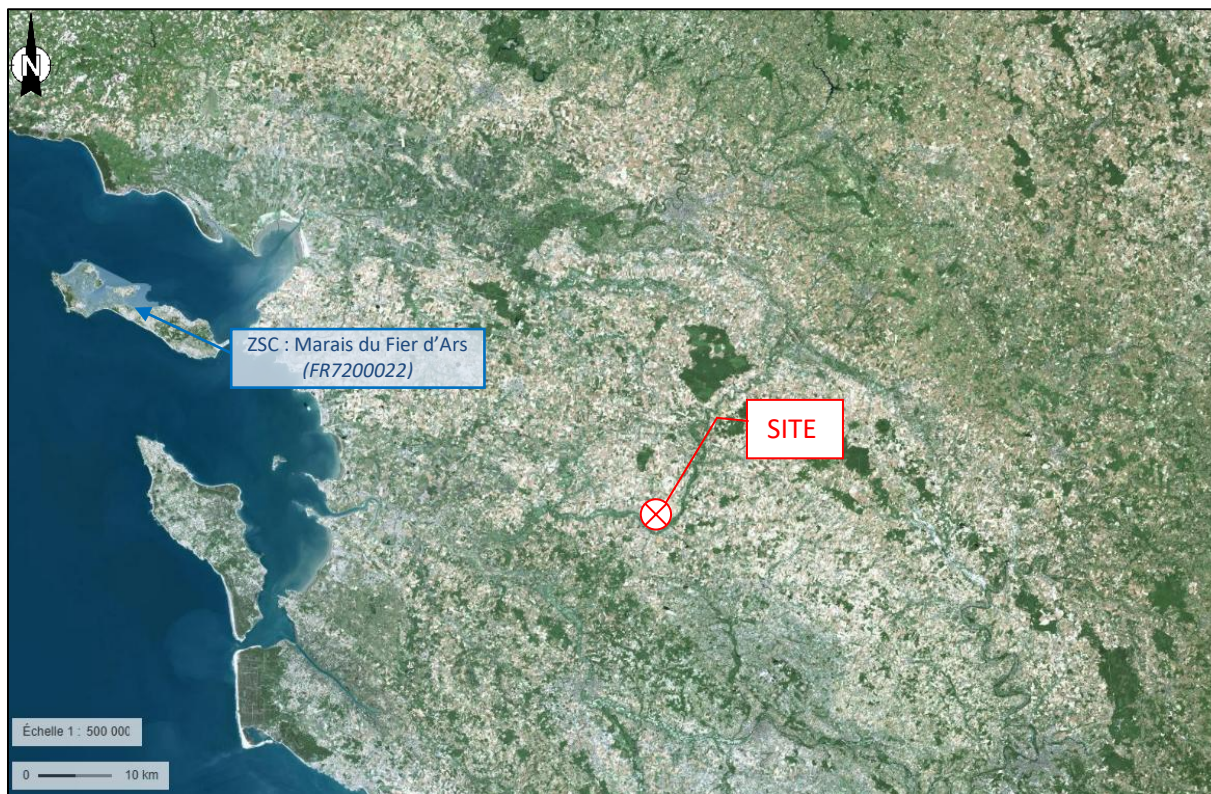 N
ZSC : Marais du Fier d’Ars
(FR7200022)
SITE
Échelle 1 : 500 000
0 10 km